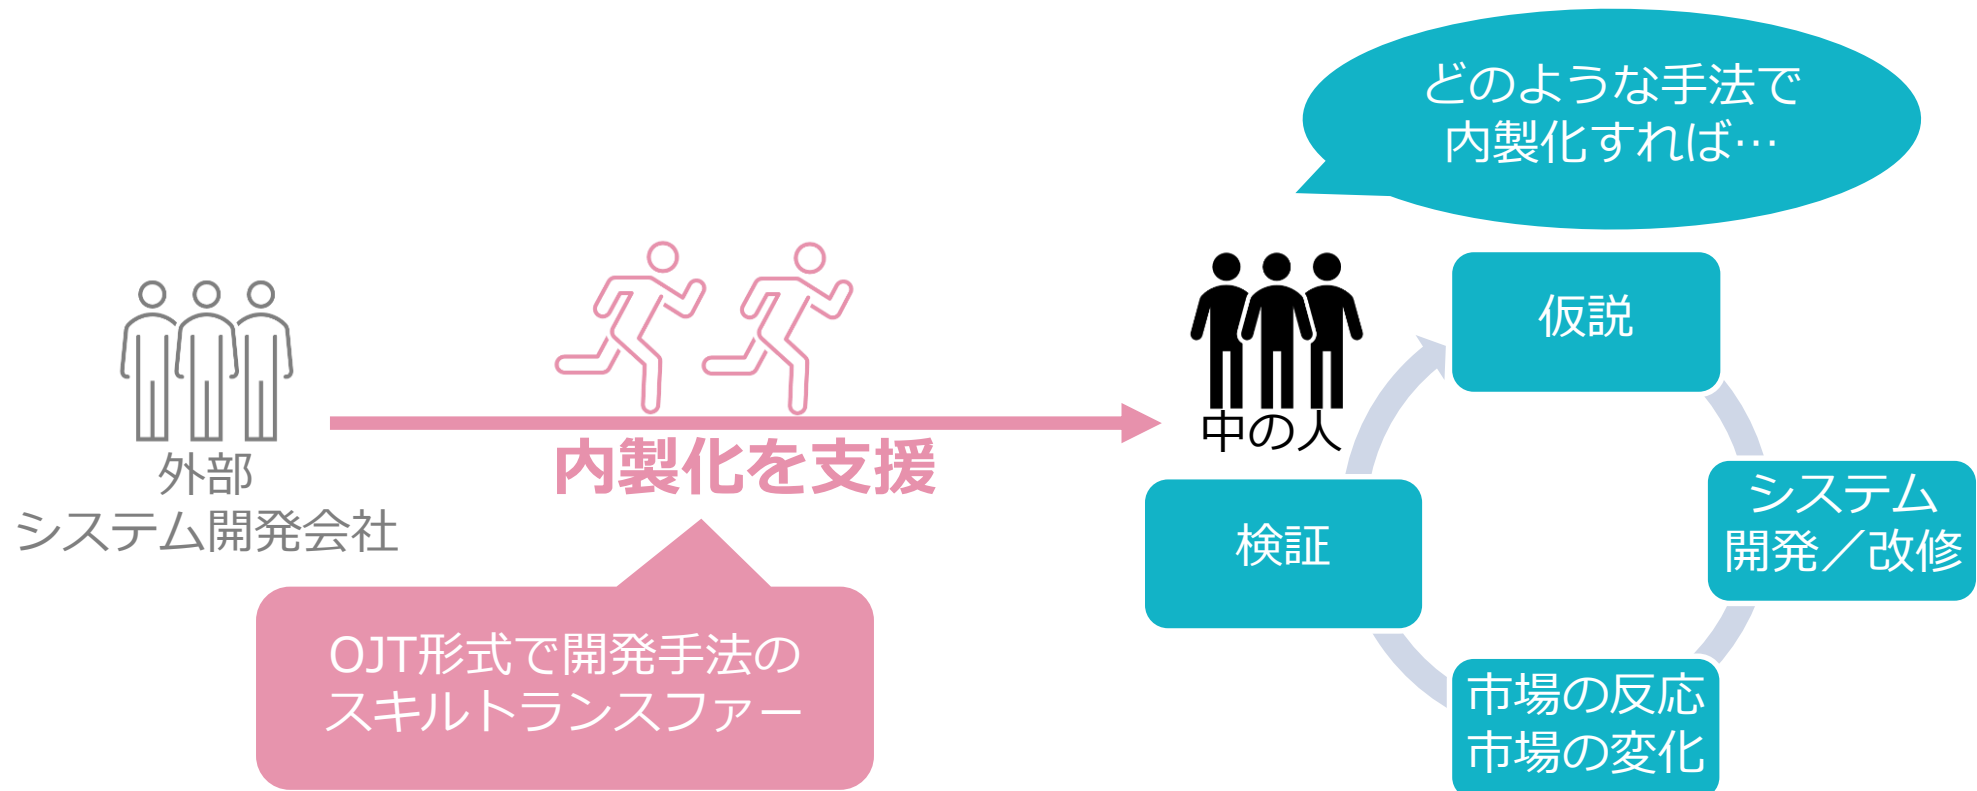 どのような手法で
内製化すれば…
外部
システム開発会社
内製化を支援
OJT形式で開発手法の
スキルトランスファー
中の人
仮説
システム
開発／改修
市場の反応
市場の変化
検証